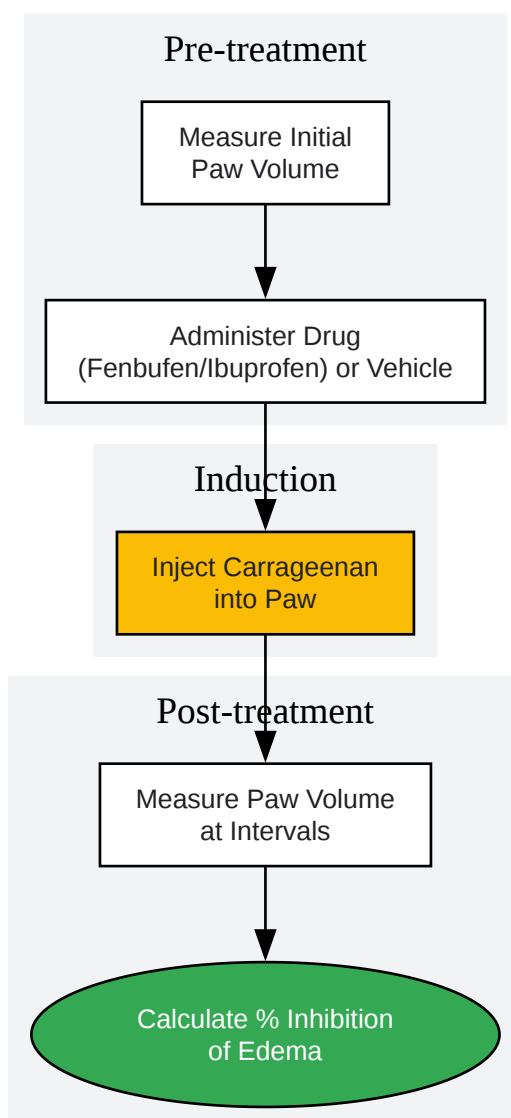 Pre-treatment
Measure Initial
Paw Volume
Administer Drug
(Fenbufen/Ibuprofen) or Vehicle
Induction
Inject Carrageenan
into Paw
Post-treatment
Measure Paw Volume
at Intervals
Calculate % Inhibition
of Edema